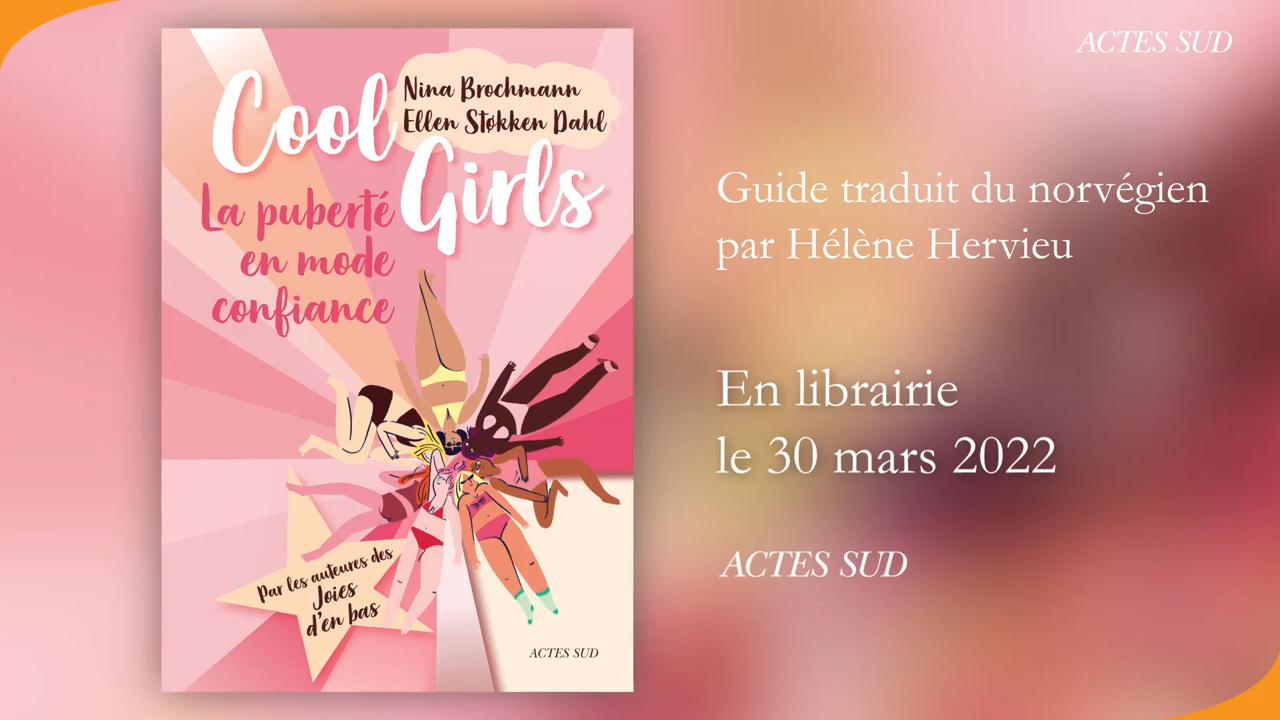 Cool
Girls
Nina Brochmann
Ellen Støkken Dahl
La puberté
en mode
confiance
Par les auteures des
Joies
d'en bas
ACTES SUD
ACTES SUD
Guide traduit du norvégien
par Hélène Hervieu
En librairie
le 30 mars 2022
ACTES SUD